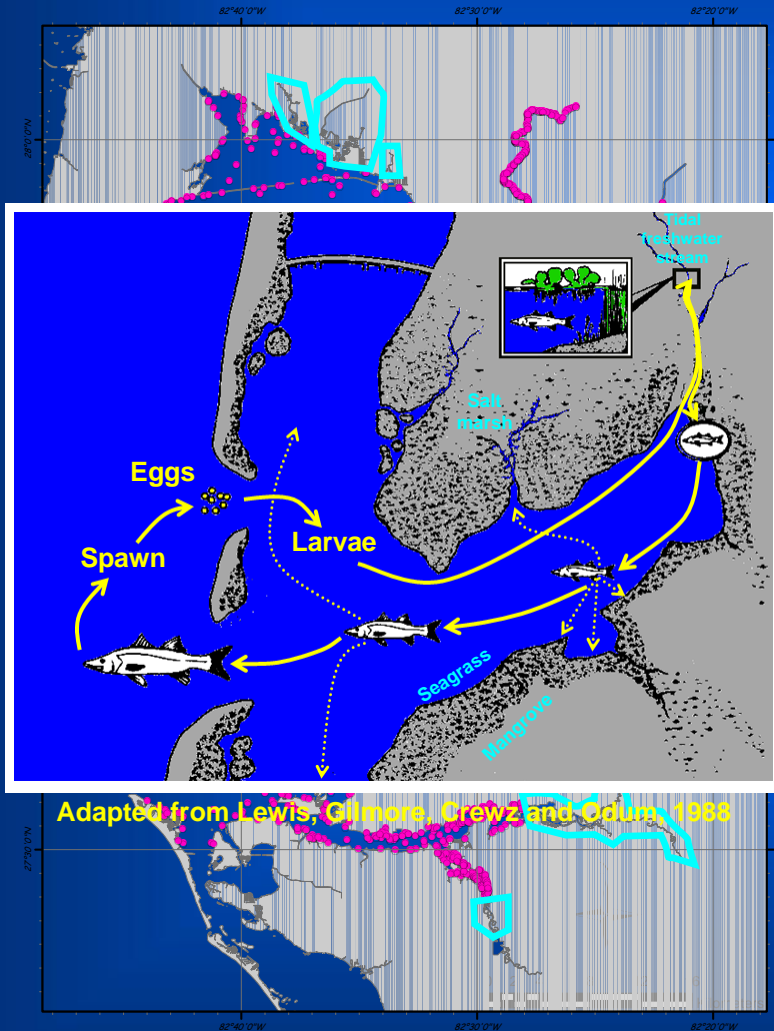 82°40'0"W 82°30'0"W 82°20'0"W
28°0'0"N
Tidal
freshwater
stream
Salt
marsh
Eggs
Larvae
Spawn
Seagrass
Mangrove
Adapted from Lewis, Gilmore, Crewz and Odum, 1988
27°30'0"N
82°40'0"W 82°30'0"W 82°20'0"W